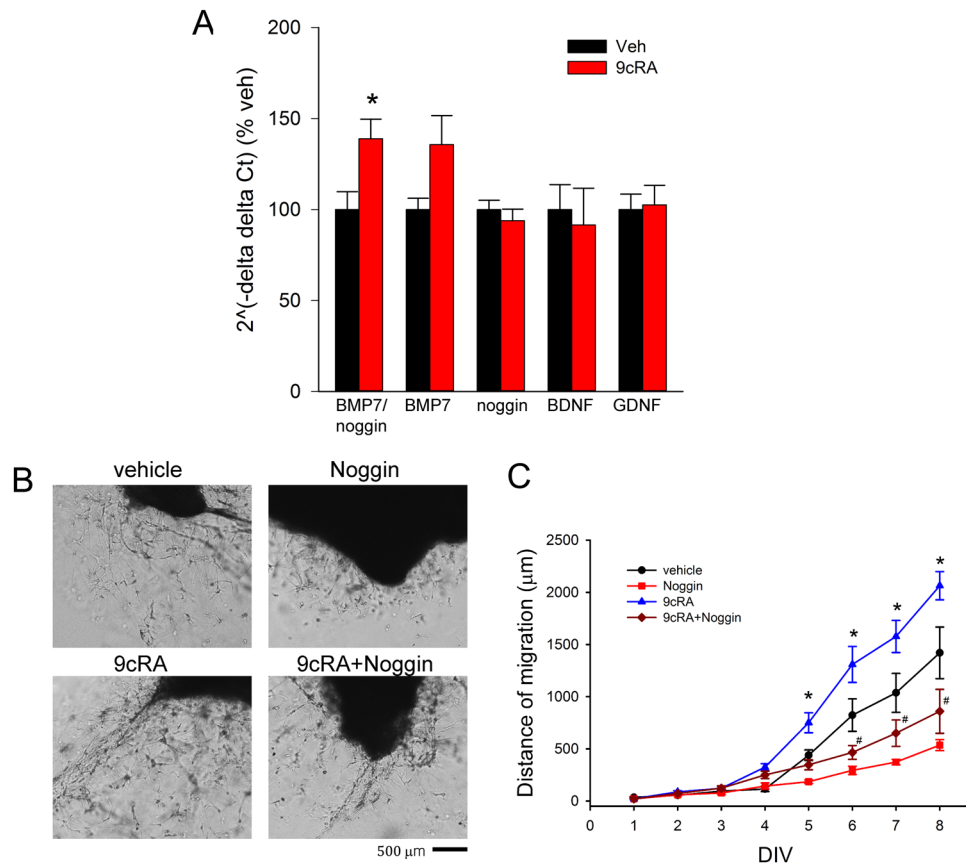 A
200
150
100
50
0
2^(-delta delta Ct) (% veh)
Veh
9cRA
*
BMP7/
noggin
BMP7
noggin
BDNF
GDNF
B
vehicle
Noggin
9cRA
9cRA+Noggin
500 μm
C
2500
2000
1500
1000
500
0
Distance of migration (μm)
vehicle
Noggin
9cRA
9cRA+Noggin
*
*
*
*
#
#
#
0 1 2 3 4 5 6 7 8
DIV